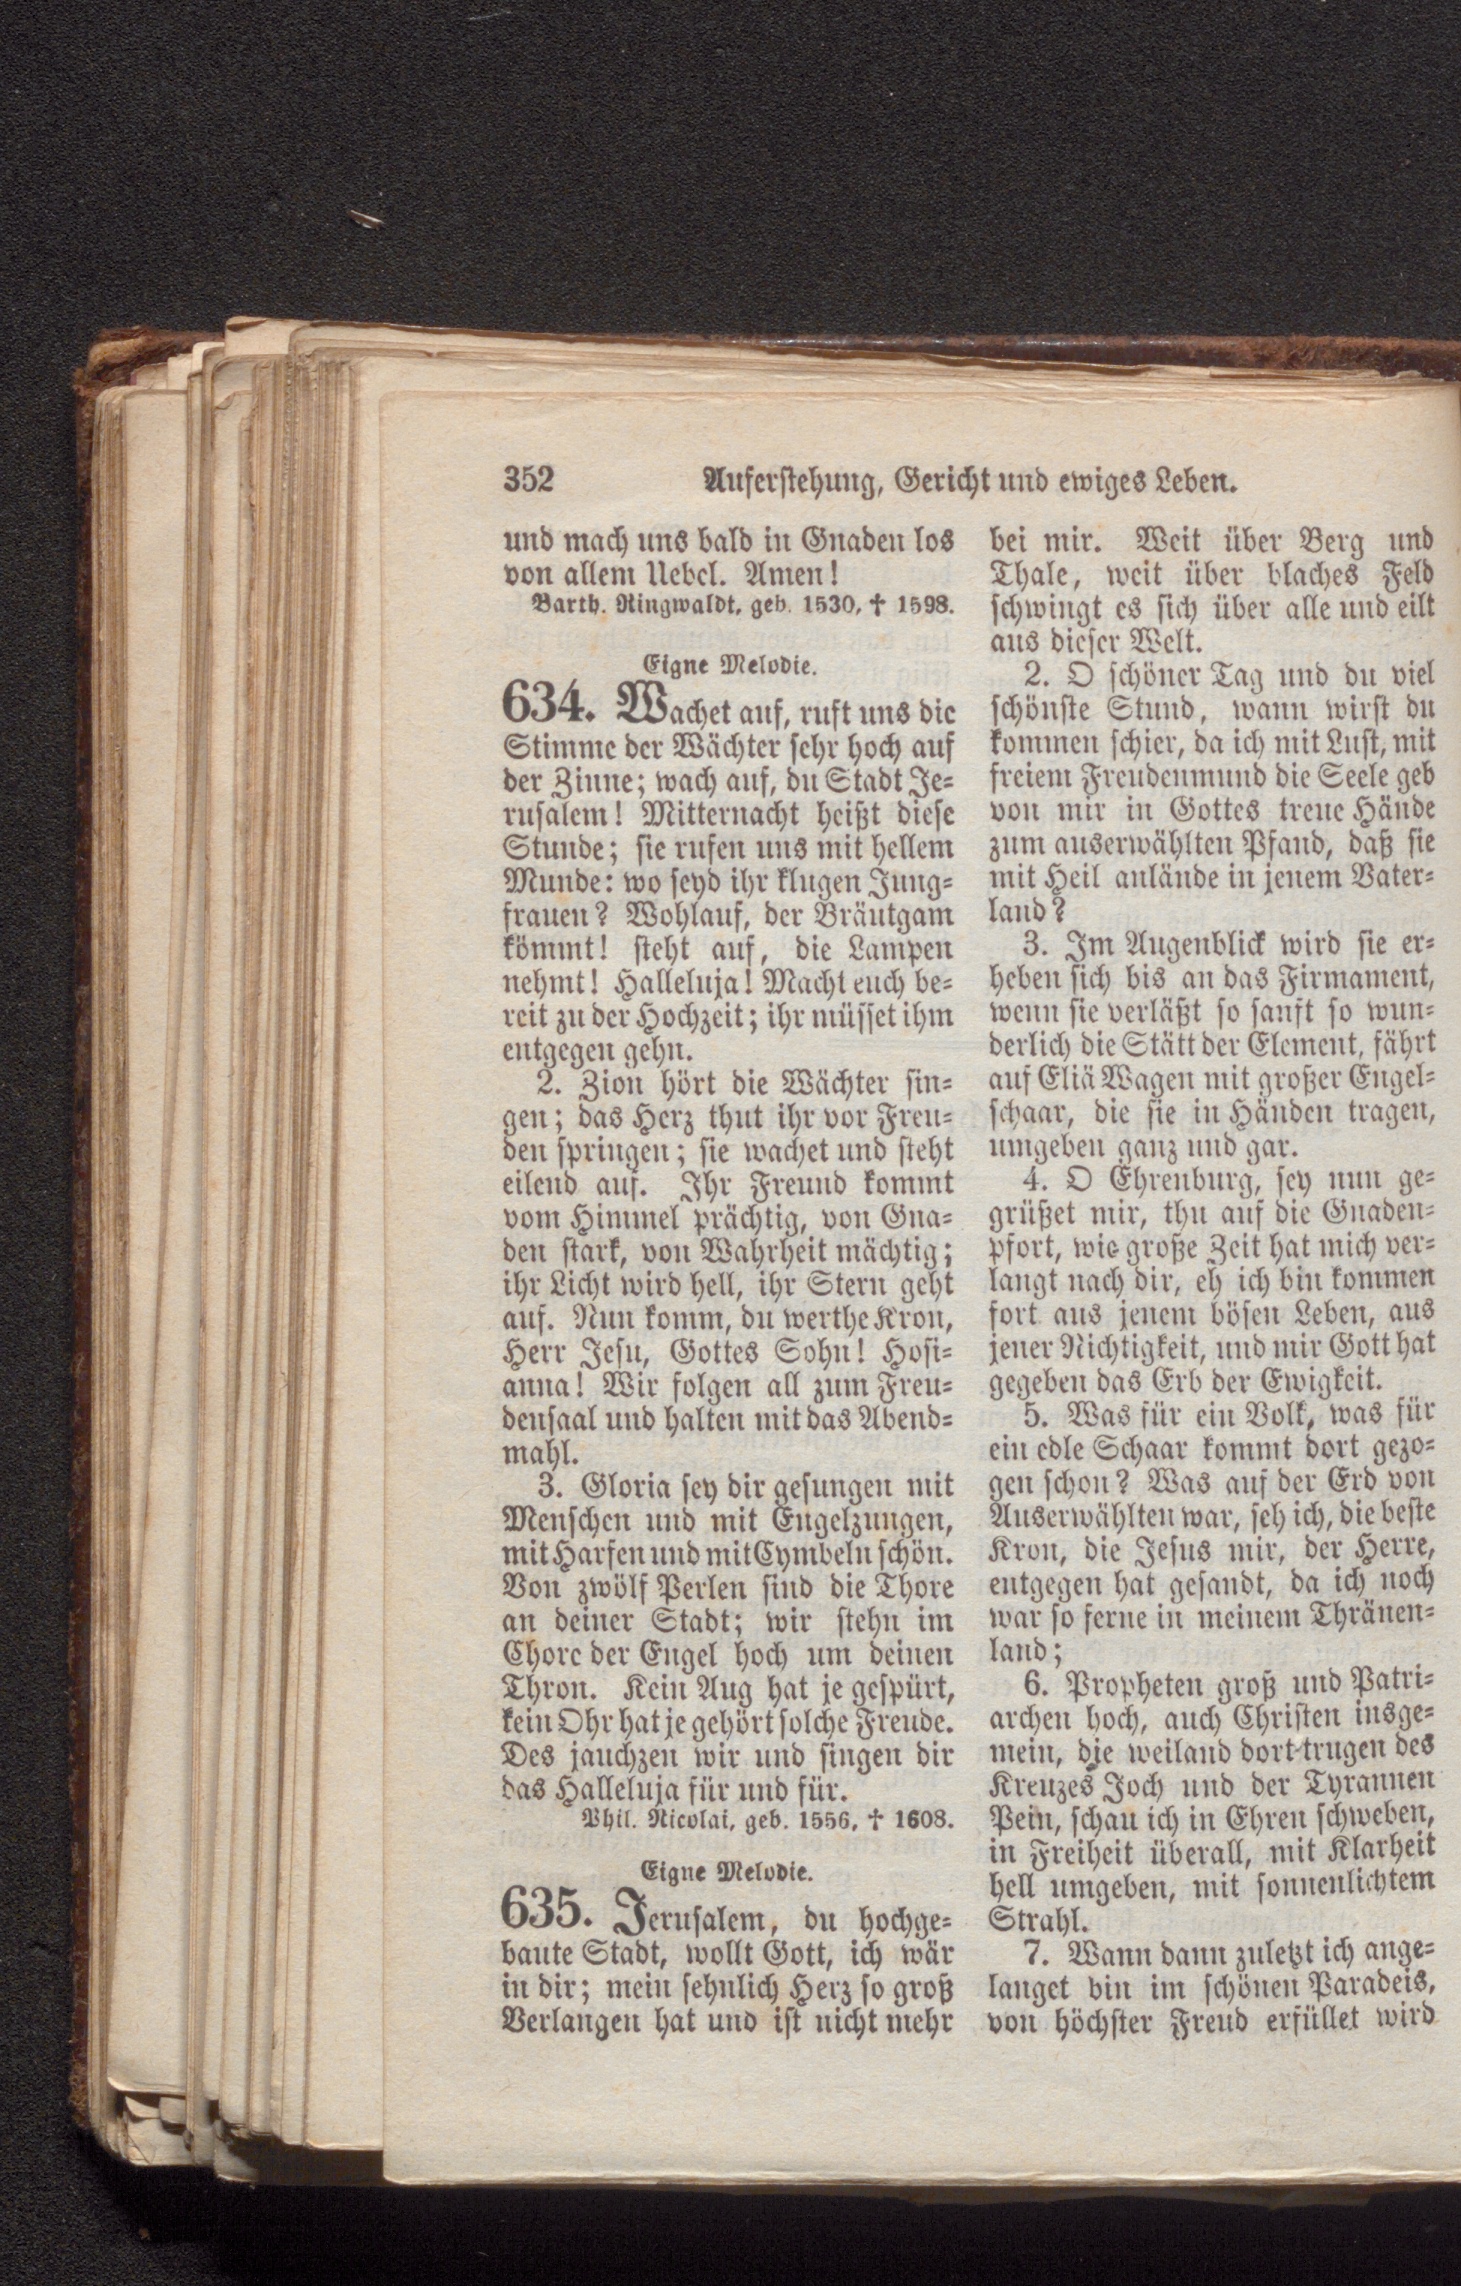 352 Auferstehung, Gericht und ewiges Leben.
und mach uns bald in Gnaden los
von allem Uebel. Amen!
Barth. Ringwaldt, geb. 1530, † 1598.
Eigne Melodie.
634. Wachet auf, ruft uns die
Stimme der Wächter sehr hoch auf
der Zinne; wach auf, du Stadt Je-
rusalem! Mitternacht heißt diese
Stunde; sie rufen uns mit hellem
Munde: wo seyd ihr klugen Jung-
frauen? Wohlauf, der Bräutgam
kömmt! steht auf, die Lampen
nehmt! Halleluja! Macht euch be-
reit zu der Hochzeit; ihr müsset ihm
entgegen gehn.
2. Zion hört die Wächter sin-
gen; das Herz thut ihr vor Freu-
den springen; sie wachet und steht
eilend auf. Ihr Freund kommt
vom Himmel prächtig, von Gna-
den stark, von Wahrheit mächtig;
ihr Licht wird hell, ihr Stern geht
auf. Nun komm, du werthe Kron,
Herr Jesu, Gottes Sohn! Hosi-
anna! Wir folgen all zum Freu-
densaal und halten mit das Abend-
mahl.
3. Gloria sey dir gesungen mit
Menschen und mit Engelzungen,
mit Harfen und mit Cymbeln schön.
Von zwölf Perlen sind die Thore
an deiner Stadt; wir stehn im
Chore der Engel hoch um deinen
Thron. Kein Aug hat je gespürt,
kein Ohr hat je gehört solche Freude.
Des jauchzen wir und singen dir
das Halleluja für und für.
Phil. Nicolai, geb. 1556, † 1608.
Eigne Melodie.
635. Jerusalem, du hochge-
baute Stadt, wollt Gott, ich wär
in dir; mein sehnlich Herz so groß
Verlangen hat und ist nicht mehr
bei mir. Weit über Berg und
Thale, weit über blaches Feld
schwingt es sich über alle und eilt
aus dieser Welt.
2. O schöner Tag und du viel
schönste Stund, wann wirst du
kommen schier, da ich mit Lust, mit
freiem Freudenmund die Seele geb
von mir in Gottes treue Hände
zum auserwählten Pfand, daß sie
mit Heil anlände in jenem Vater-
land?
3. Im Augenblick wird sie er-
heben sich bis an das Firmament,
wenn sie verläßt so sanft so wun-
derlich die Stätt der Element, fährt
auf Eliä Wagen mit großer Engel-
schaar, die sie in Händen tragen,
umgeben ganz und gar.
4. O Ehrenburg, sey nun ge-
grüßet mir, thu auf die Gnaden-
pfort, wie große Zeit hat mich ver-
langt nach dir, eh ich bin kommen
fort aus jenem bösen Leben, aus
jener Nichtigkeit, und mir Gott hat
gegeben das Erb der Ewigkeit.
5. Was für ein Volk, was für
ein edle Schaar kommt dort gezo-
gen schon? Was auf der Erd von
Auserwählten war, seh ich, die beste
Kron, die Jesus mir, der Herre,
entgegen hat gesandt, da ich noch
war so ferne in meinem Thränen-
land;
6. Propheten groß und Patri-
archen hoch, auch Christen insge-
mein, die weiland dort trugen des
Kreuzes Joch und der Tyrannen
Pein, schau ich in Ehren schweben,
in Freiheit überall, mit Klarheit
hell umgeben, mit sonnenlichtem
Strahl.
7. Wann dann zuletzt ich ange-
langet bin im schönen Paradeis,
von höchster Freud erfüllet wird